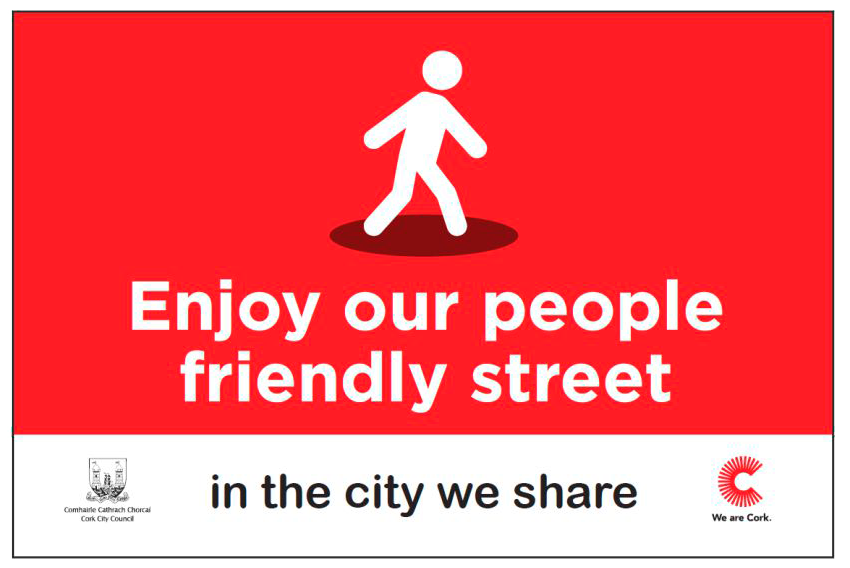 Enjoy our people
friendly street
in the city we share
Comhairle Cathrach Chorcaí
Cork City Council
We are Cork.